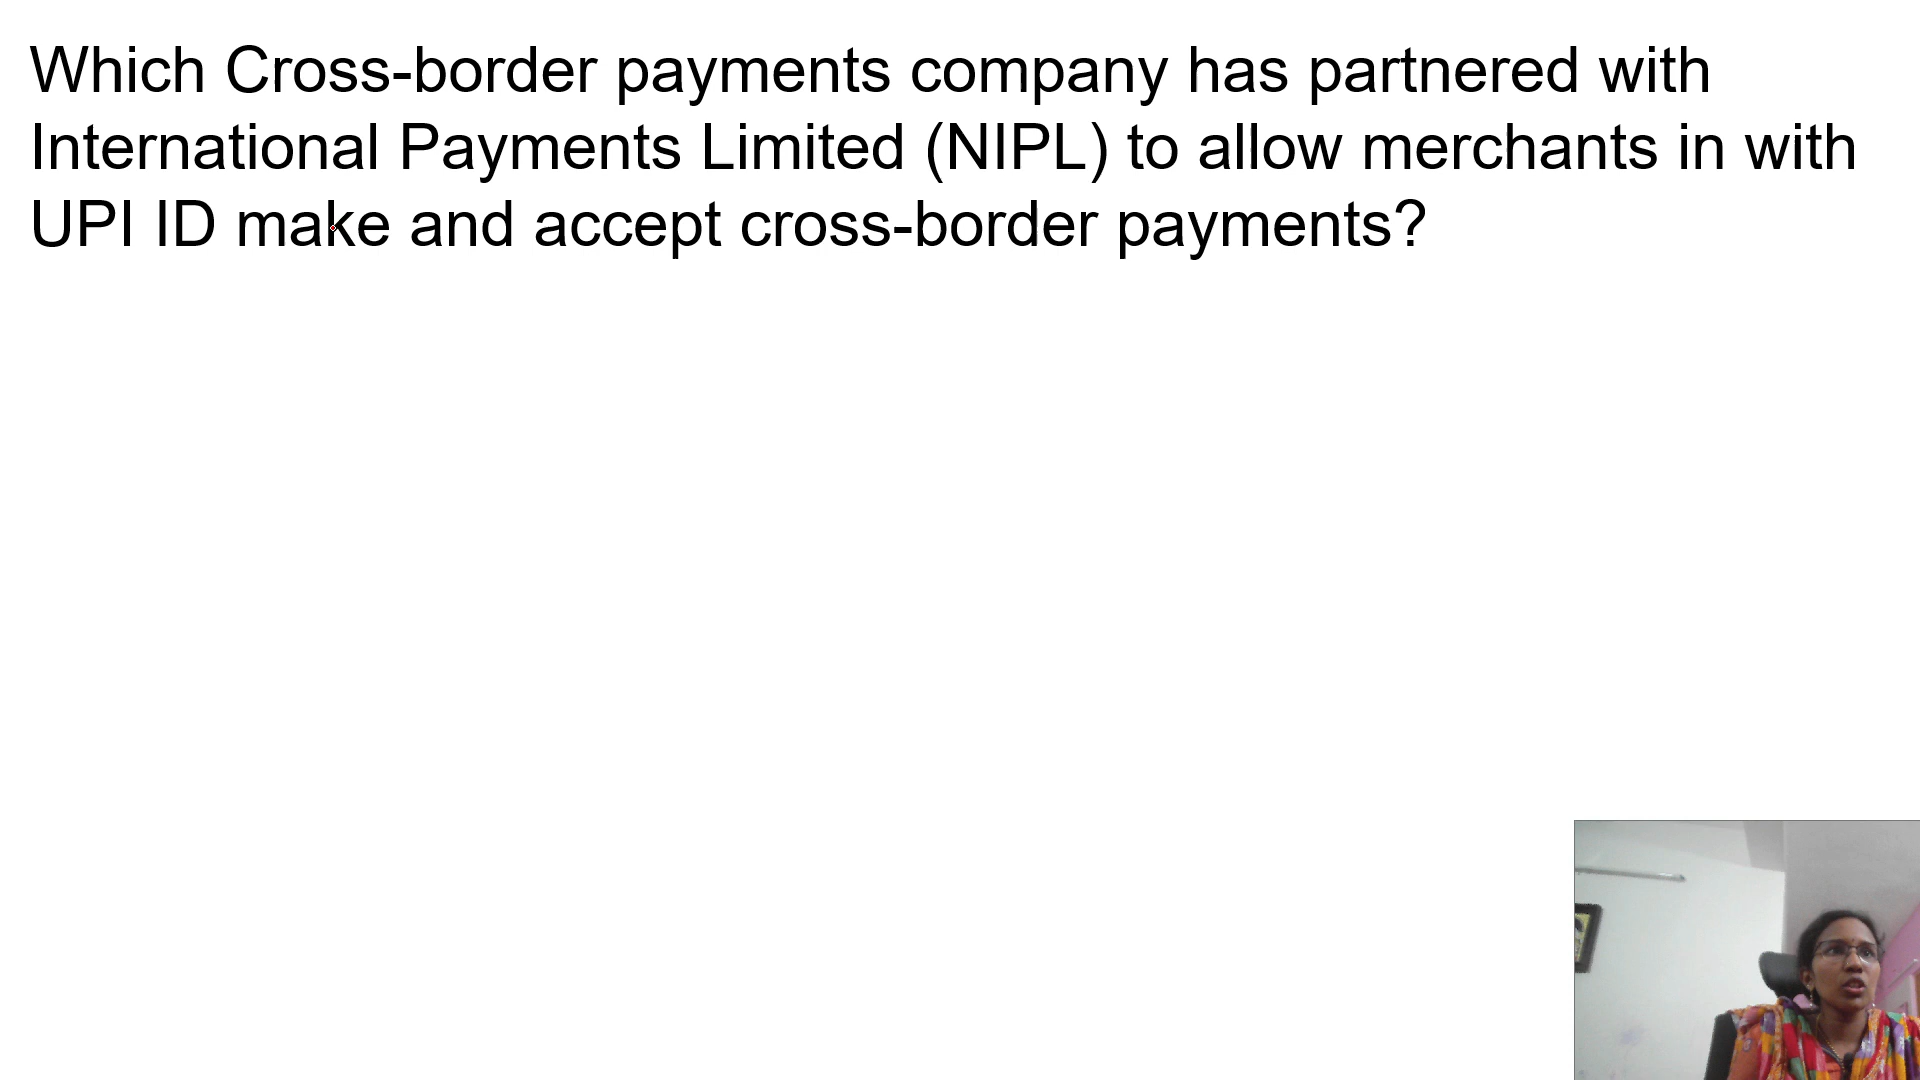 Which Cross-border payments company has partnered with
International Payments Limited (NIPL) to allow merchants in with
UPI ID make and accept cross-border payments?